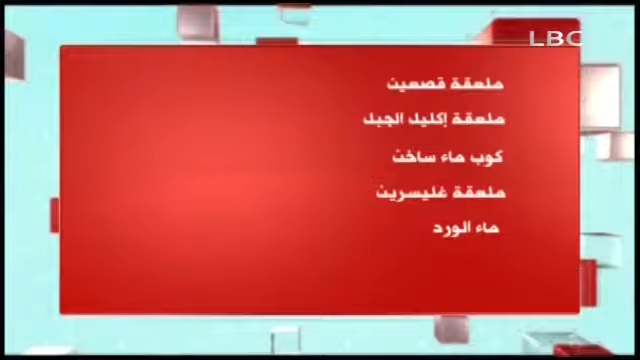 LBC
ملعقة قصعين
ملعقة إكليل الجبل
كوب ماء ساخن
ملعقة غليسرين
ماء الورد